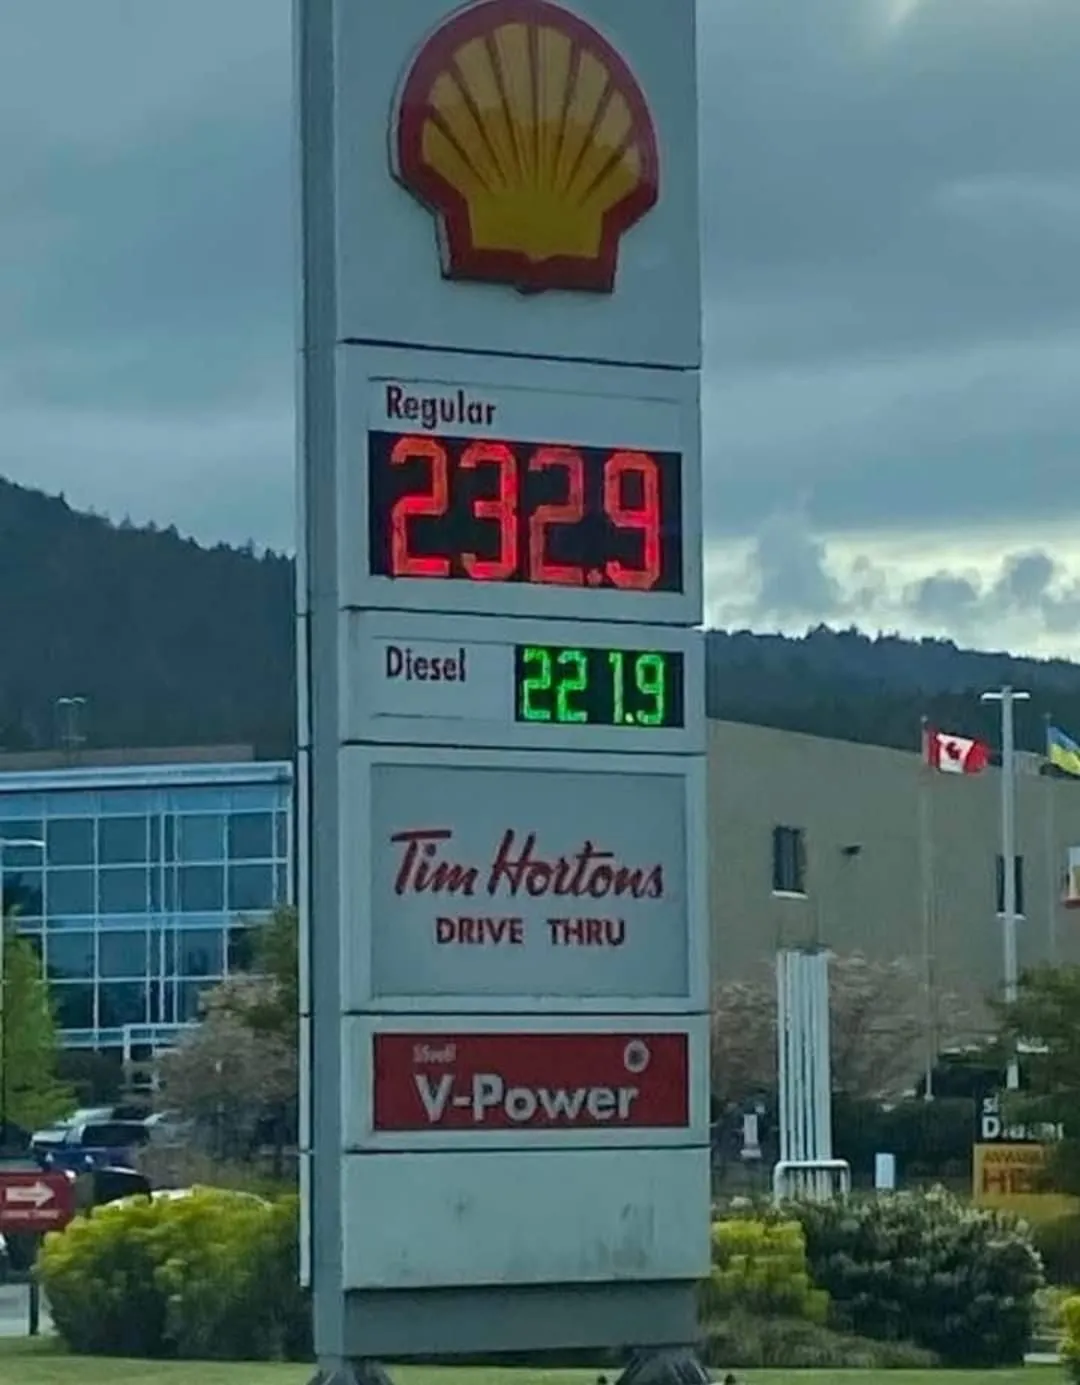 Regular
232.9
Diesel
221.9
Tim Hortons
DRIVE THRU
Shell
V-Power